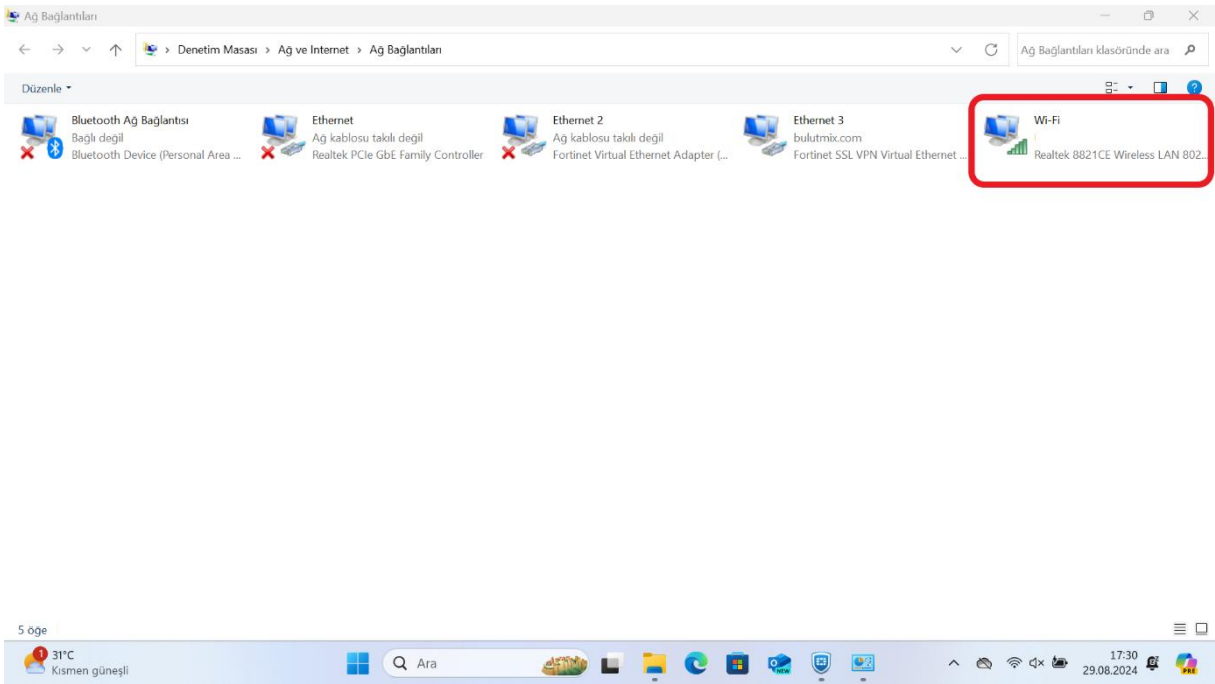 Ağ Bağlantıları
Denetim Masası > Ağ ve Internet > Ağ Bağlantıları
Ağ Bağlantıları klasöründe ara
Düzenle
Bluetooth Ağ Bağlantısı
Bağlı değil
Bluetooth Device (Personal Area ...
Ethernet
Ağ kablosu takılı değil
Realtek PCIe GbE Family Controller
Ethernet 2
Ağ kablosu takılı değil
Fortinet Virtual Ethernet Adapter (...
Ethernet 3
bulutmix.com
Fortinet SSL VPN Virtual Ethernet ...
Wi-Fi
Realtek 8821CE Wireless LAN 802...
5 öğe
1
31°C
Kısmen güneşli
Ara
NEW
17:30
29.08.2024
PRE